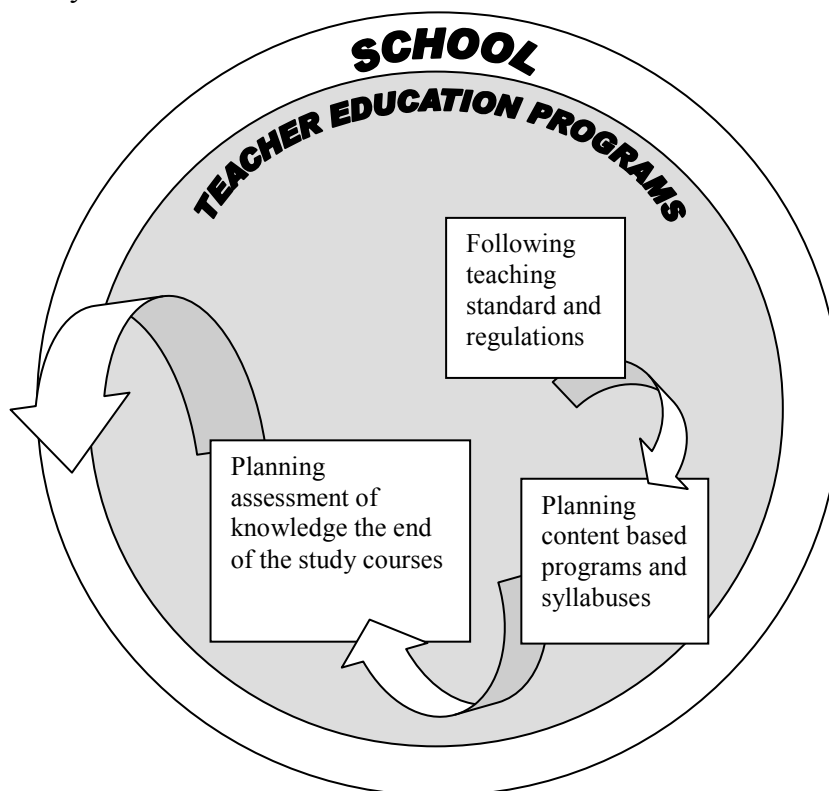 SCHOOL
TEACHER EDUCATION PROGRAMS
Following
teaching
standard and
regulations
Planning
assessment of
knowledge the end
of the study courses
Planning
content based
programs and
syllabuses